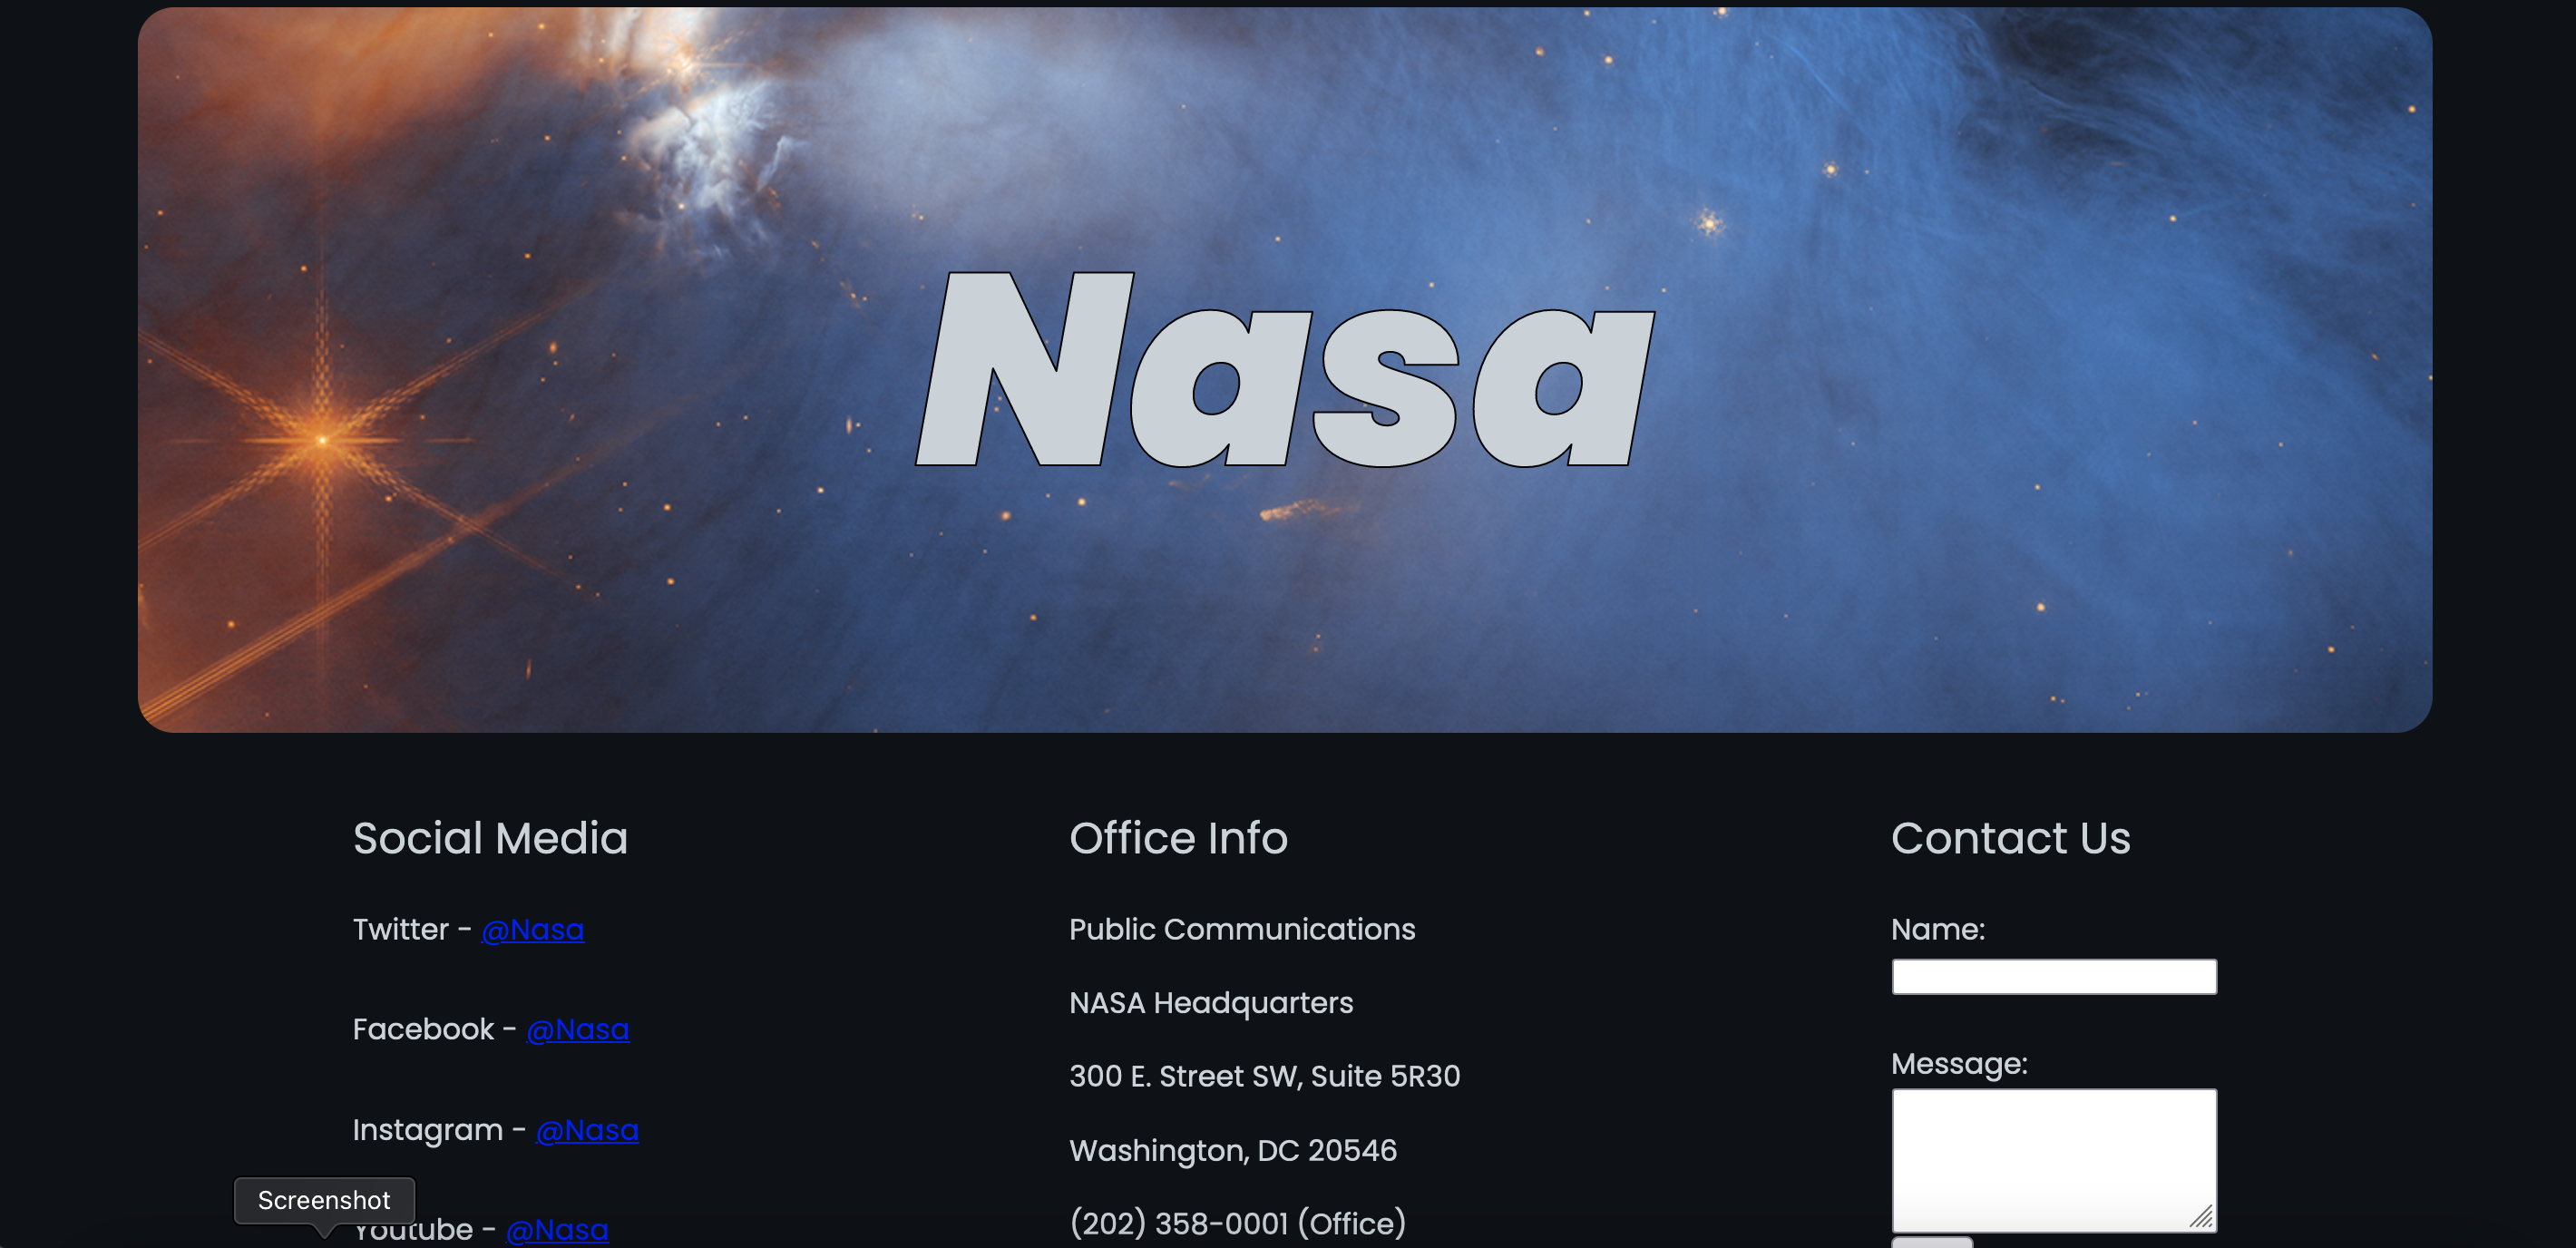 Nasa
Social Media
Twitter - @Nasa
Facebook - @Nasa
Instagram - @Nasa
Youtube - @Nasa
Office Info
Public Communications
NASA Headquarters
300 E. Street SW, Suite 5R30
Washington, DC 20546
(202) 358-0001 (Office)
Contact Us
Name:
Message:
Screenshot